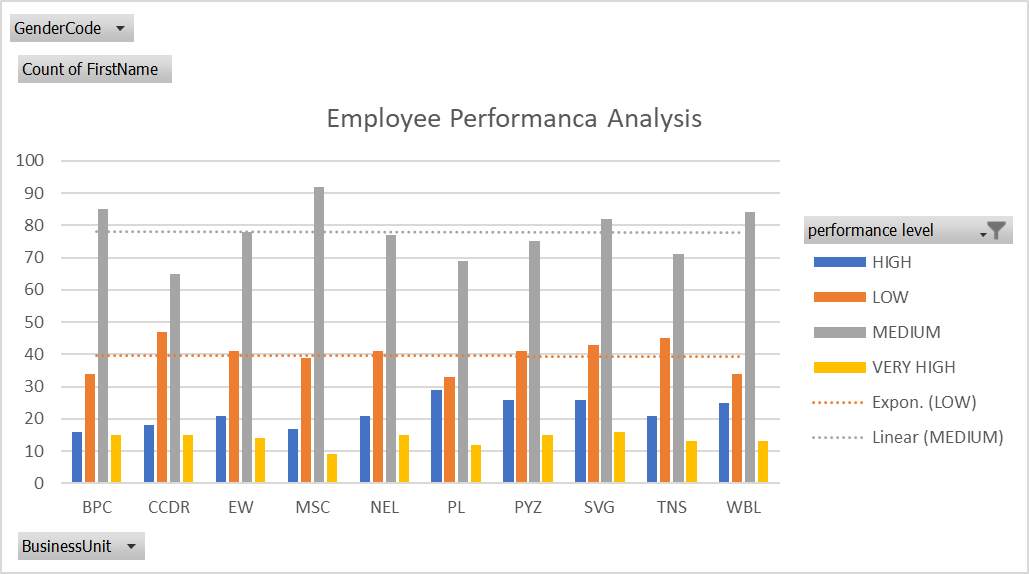 GenderCode
Count of FirstName
Employee Performanca Analysis
100
90
80
70
60
50
40
30
20
10
0
BPC CCDR EW MSC NEL PL PYZ SVG TNS WBL
performance level
HIGH
LOW
MEDIUM
VERY HIGH
Expon. (LOW)
Linear (MEDIUM)
BusinessUnit